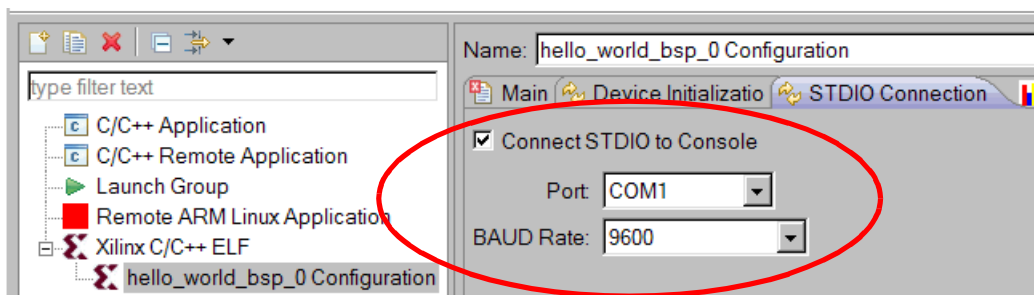 type filter text
C/C++ Application
C/C++ Remote Application
Launch Group
Remote ARM Linux Application
Xilinx C/C++ ELF
hello_world_bsp_0 Configuration
Name: hello_world_bsp_0 Configuration
Main Device Initializatio STDIO Connection
Connect STDIO to Console
Port: COM1
BAUD Rate: 9600